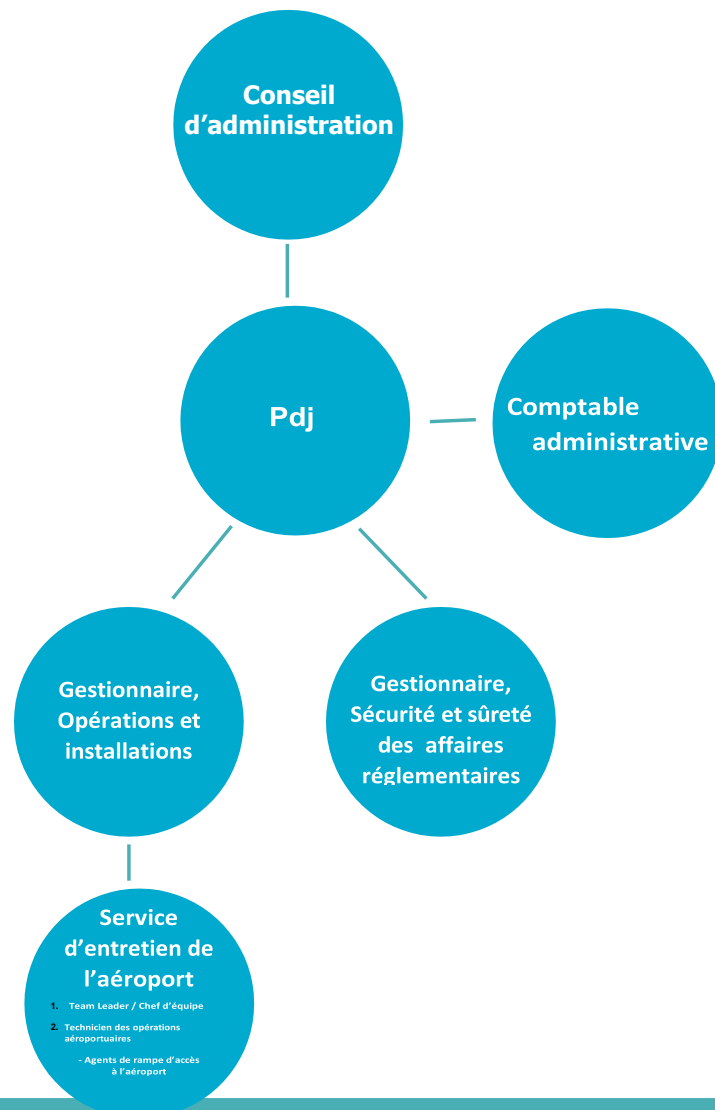 Conseil
d’administration
Pdj
Comptable
administrative
Gestionnaire,
Opérations et
installations
Gestionnaire,
Sécurité et sûreté
des affaires
réglementaires
Service
d’entretien de
l’aéroport
1. Team Leader / Chef d’équipe
2. Technicien des opérations
aéroportuaires
- Agents de rampe d’accès
à l’aéroport